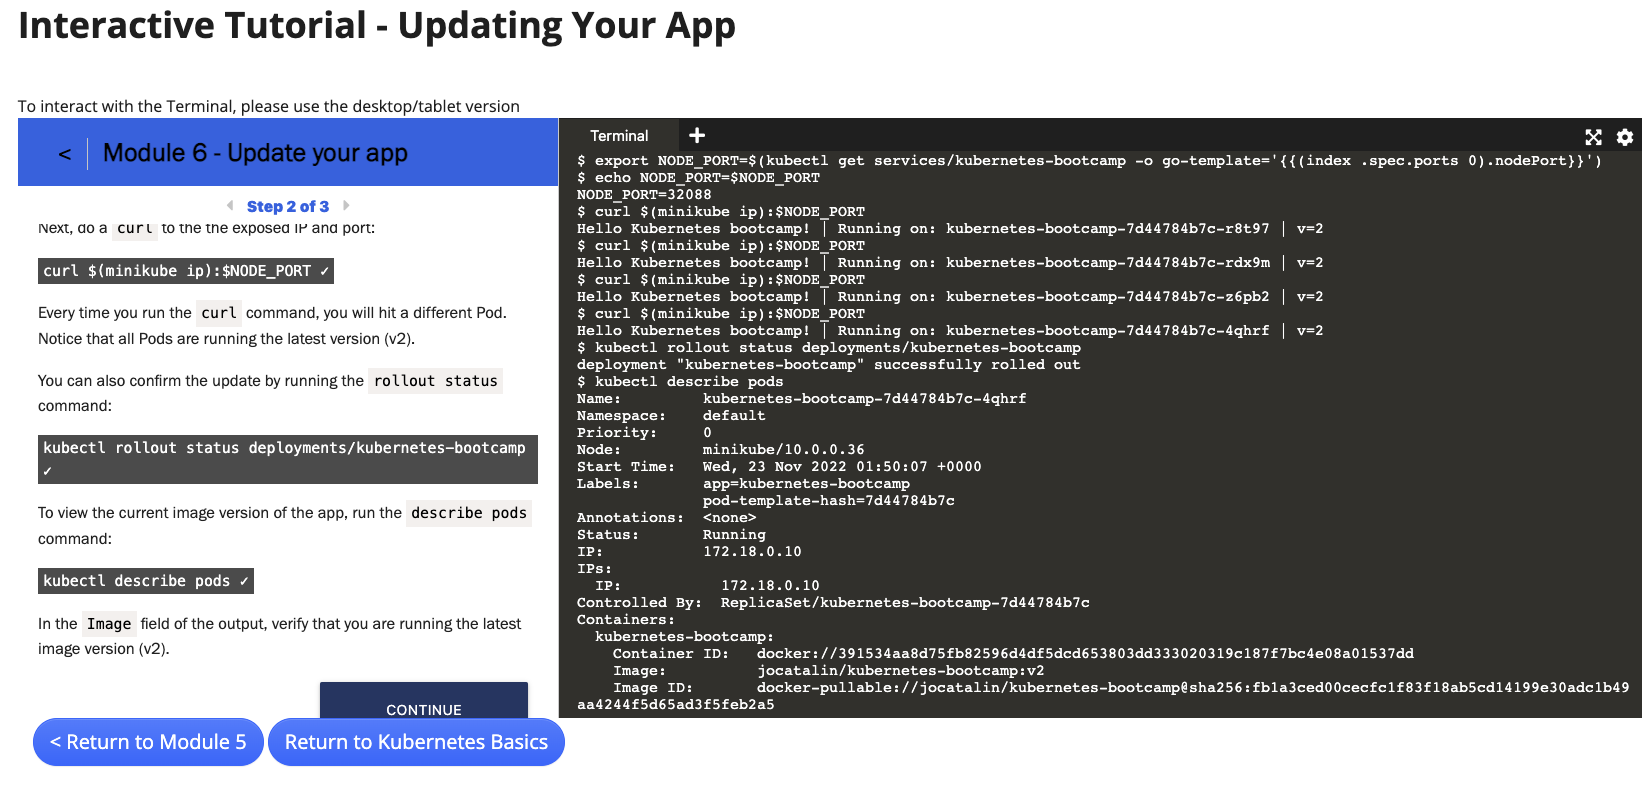 Interactive Tutorial - Updating Your App
To interact with the Terminal, please use the desktop/tablet version
< Module 6 - Update your app
Step 2 of 3
Next, do a curl to the the exposed IP and port:
curl $(minikube ip):$NODE_PORT ✓
Every time you run the curl command, you will hit a different Pod.
Notice that all Pods are running the latest version (v2).
You can also confirm the update by running the rollout status
command:
kubectl rollout status deployments/kubernetes-bootcamp
✓
To view the current image version of the app, run the describe pods
command:
kubectl describe pods ✓
In the Image field of the output, verify that you are running the latest
image version (v2).
CONTINUE
Terminal +
$ export NODE_PORT=$(kubectl get services/kubernetes-bootcamp -o go-template='{{(index .spec.ports 0).nodePort}}')
$ echo NODE_PORT=$NODE_PORT
NODE_PORT=32088
$ curl $(minikube ip):$NODE_PORT
Hello Kubernetes bootcamp! | Running on: kubernetes-bootcamp-7d44784b7c-r8t97 | v=2
$ curl $(minikube ip):$NODE_PORT
Hello Kubernetes bootcamp! | Running on: kubernetes-bootcamp-7d44784b7c-rdx9m | v=2
$ curl $(minikube ip):$NODE_PORT
Hello Kubernetes bootcamp! | Running on: kubernetes-bootcamp-7d44784b7c-z6pb2 | v=2
$ curl $(minikube ip):$NODE_PORT
Hello Kubernetes bootcamp! | Running on: kubernetes-bootcamp-7d44784b7c-4qhrf | v=2
$ kubectl rollout status deployments/kubernetes-bootcamp
deployment "kubernetes-bootcamp" successfully rolled out
$ kubectl describe pods
Name: kubernetes-bootcamp-7d44784b7c-4qhrf
Namespace: default
Priority: 0
Node: minikube/10.0.0.36
Start Time: Wed, 23 Nov 2022 01:50:07 +0000
Labels: app=kubernetes-bootcamp
pod-template-hash=7d44784b7c
Annotations: <none>
Status: Running
IP: 172.18.0.10
IPs:
IP: 172.18.0.10
Controlled By: ReplicaSet/kubernetes-bootcamp-7d44784b7c
Containers:
kubernetes-bootcamp:
Container ID: docker://391534aa8d75fb82596d4df5dcd653803dd333020319c187f7bc4e08a01537dd
Image: jocatalin/kubernetes-bootcamp:v2
Image ID: docker-pullable://jocatalin/kubernetes-bootcamp@sha256:fb1a3ced00cecfc1f83f18ab5cd14199e30adc1b49
aa4244f5d65ad3f5feb2a5
< Return to Module 5
Return to Kubernetes Basics